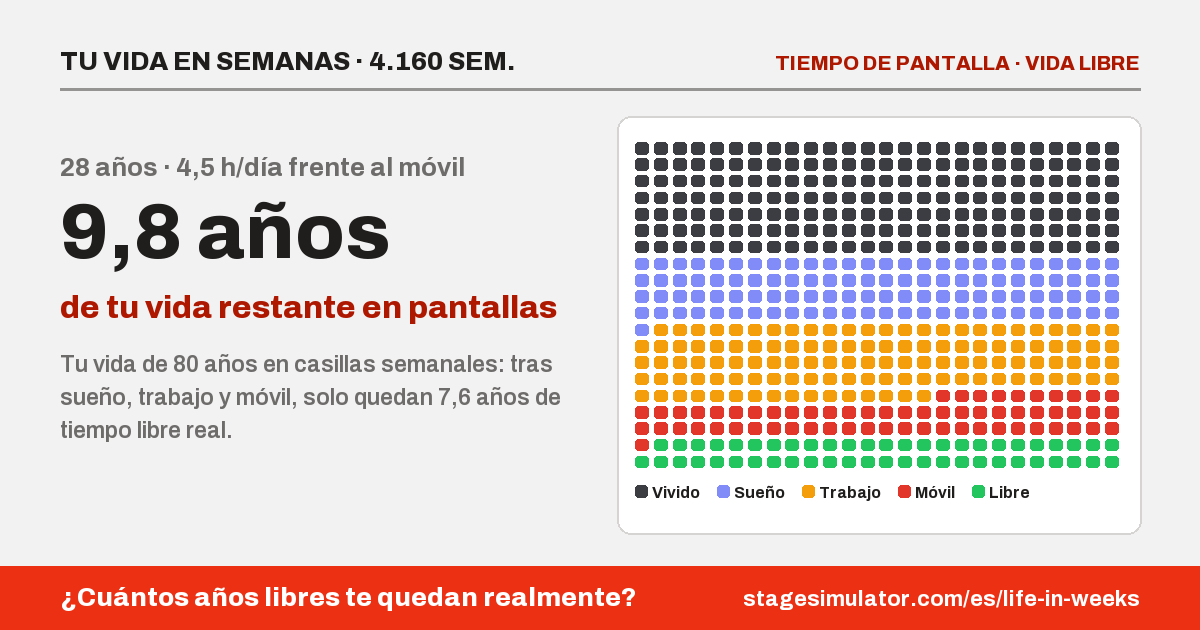 TU VIDA EN SEMANAS · 4.160 SEM.
TIEMPO DE PANTALLA · VIDA LIBRE
28 años · 4,5 h/día frente al móvil
9,8 años
de tu vida restante en pantallas
Tu vida de 80 años en casillas semanales: tras
sueño, trabajo y móvil, solo quedan 7,6 años de
tiempo libre real.
Vivido Sueño Trabajo Móvil Libre
¿Cuántos años libres te quedan realmente?
stagesimulator.com/es/life-in-weeks